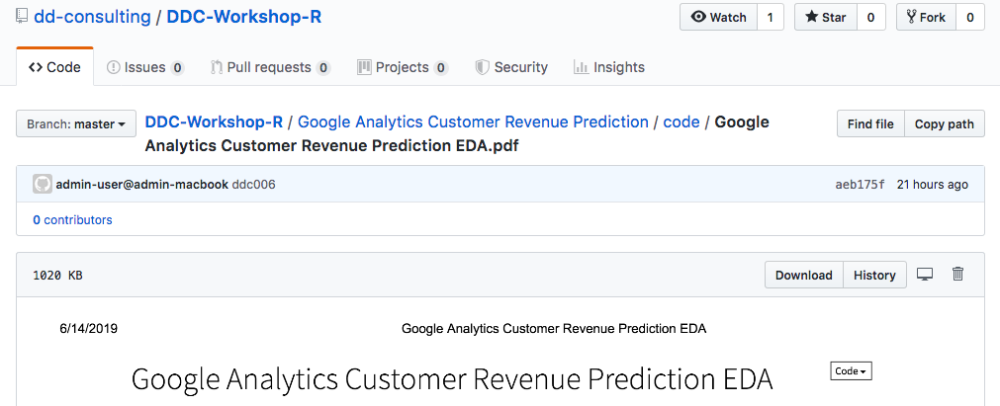 dd-consulting / DDC-Workshop-R
Watch 1 Star 0 Fork 0
Code Issues 0 Pull requests 0 Projects 0 Security Insights
Branch: master DDC-Workshop-R / Google Analytics Customer Revenue Prediction / code / Google Find file Copy path
Analytics Customer Revenue Prediction EDA.pdf
admin-user@admin-macbook ddc006 aeb175f 21 hours ago
0 contributors
1020 KB Download History
6/14/2019 Google Analytics Customer Revenue Prediction EDA
Google Analytics Customer Revenue Prediction EDA Code